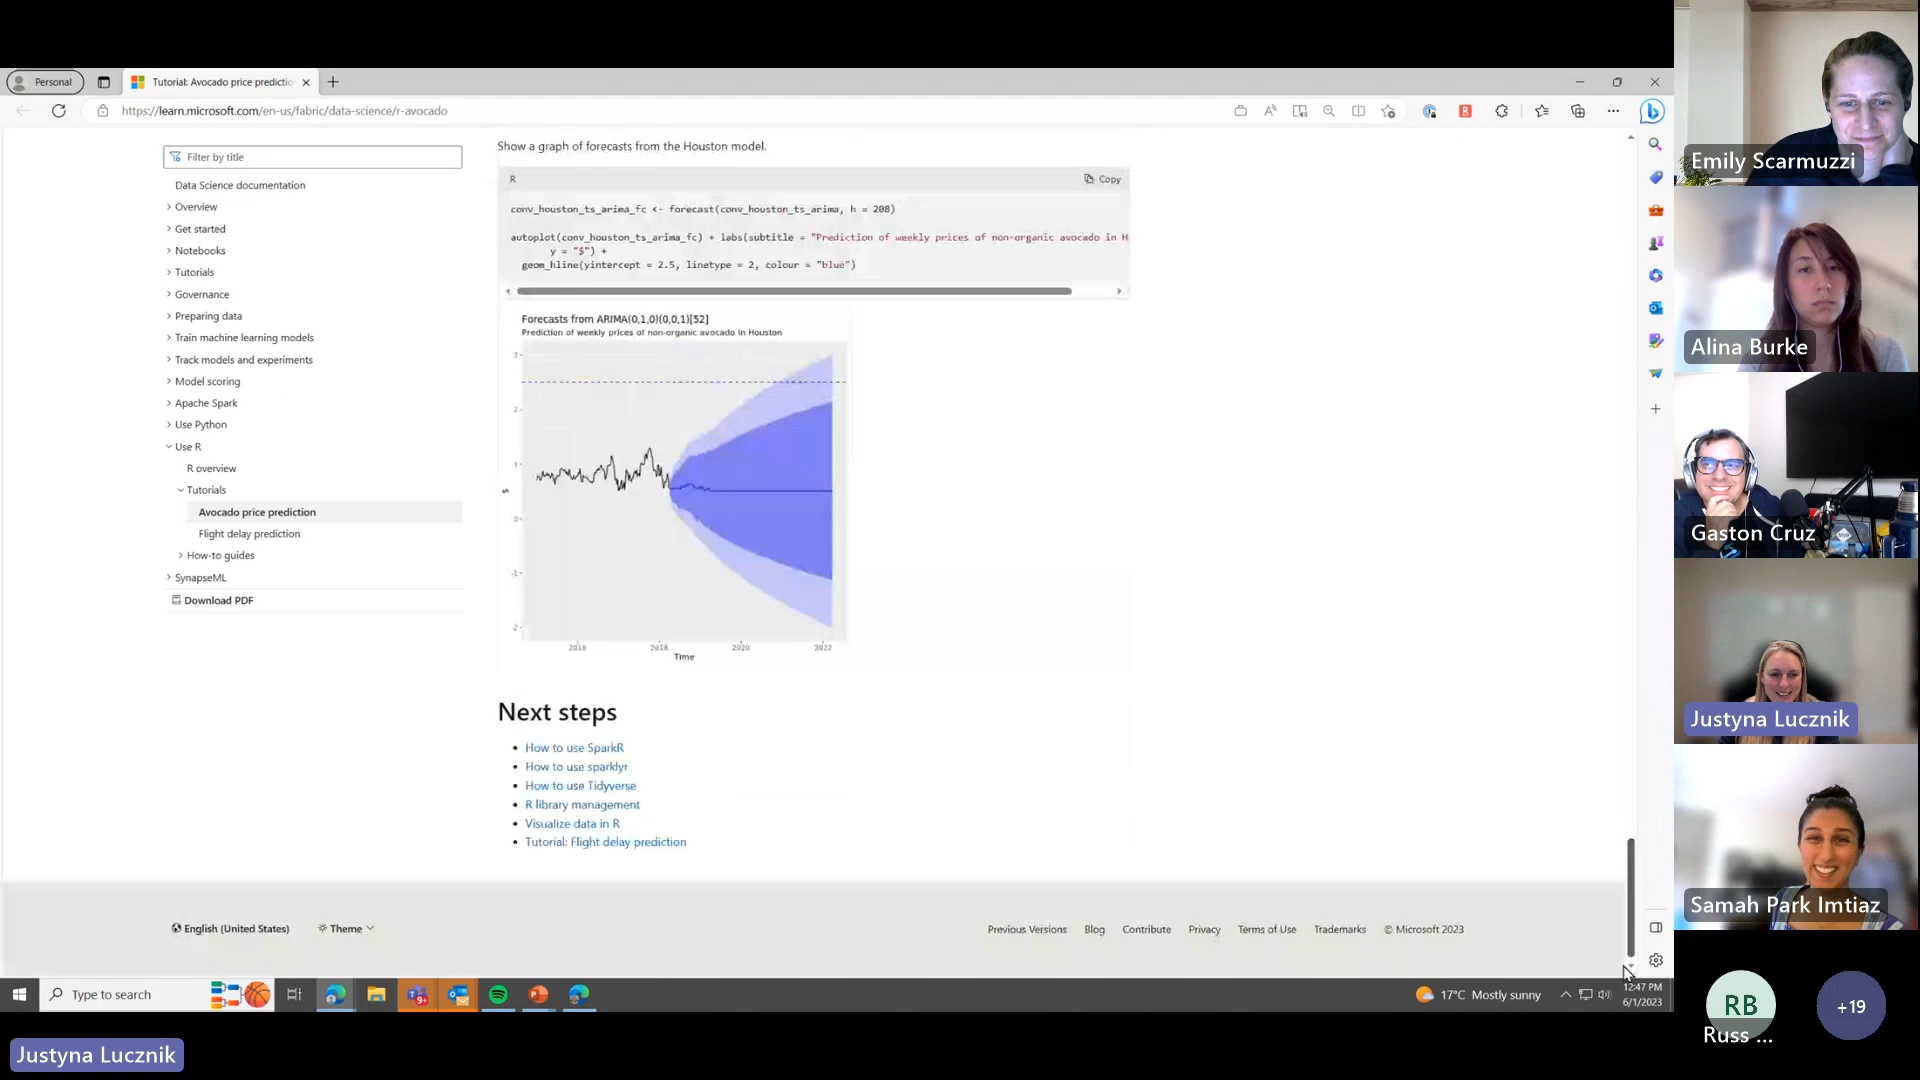 Personal
Tutorial: Avocado price predictio
https://learn.microsoft.com/en-us/fabric/data-science/r-avocado
Filter by title
Data Science documentation
Overview
Get started
Notebooks
Tutorials
Governance
Preparing data
Train machine learning models
Track models and experiments
Model scoring
Apache Spark
Use Python
Use R
R overview
Tutorials
Avocado price prediction
Flight delay prediction
How-to guides
SynapseML
Download PDF
Show a graph of forecasts from the Houston model.
R
Copy
conv_houston_ts_arima_fc <- forecast(conv_houston_ts_arima, h = 208)
autoplot(conv_houston_ts_arima_fc) + labs(subtitle = "Prediction of weekly prices of non-organic avocado in H
y = "$") +
geom_hline(yintercept = 2.5, linetype = 2, colour = "blue")
Forecasts from ARIMA(0,1,0)(0,0,1)[52]
Prediction of weekly prices of non-organic avocado in Houston
3
2
1
$
0
-1
-2
2016 2018 2020 2022
Time
Next steps
How to use SparkR
How to use sparklyr
How to use Tidyverse
R library management
Visualize data in R
Tutorial: Flight delay prediction
English (United States)
Theme
Previous Versions Blog Contribute Privacy Terms of Use Trademarks © Microsoft 2023
Type to search
9+
17°C Mostly sunny
12:47 PM
6/1/2023
Emily Scarmuzzi
Alina Burke
Gaston Cruz
Justyna Lucznik
Samah Park Imtiaz
RB
Russ ...
+19
Justyna Lucznik